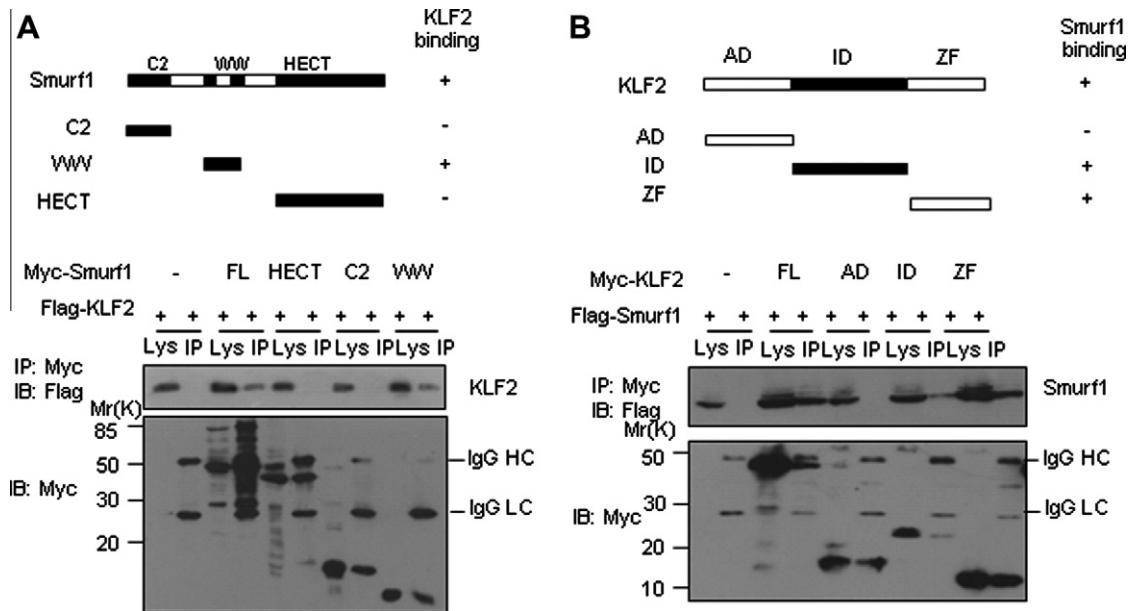 A
KLF2
binding
C2 WW HECT
Smurf1 +
C2 -
WW +
HECT -
Myc-Smurf1 - FL HECT C2 WW
Flag-KLF2 + + + + + + + + + +
Lys IP Lys IP Lys IP Lys IP Lys IP
IP: Myc
IB: Flag
KLF2
Mr(K)
85
50
30
20
IB: Myc
IgG HC
IgG LC
B
Smurf1
binding
AD ID ZF
KLF2 +
AD -
ID +
ZF +
Myc-KLF2 - FL AD ID ZF
Flag-Smurf1 + + + + + + + + + +
Lys IP Lys IP Lys IP Lys IP Lys IP
IP: Myc
IB: Flag
Smurf1
Mr(K)
50
30
20
10
IB: Myc
IgG HC
IgG LC